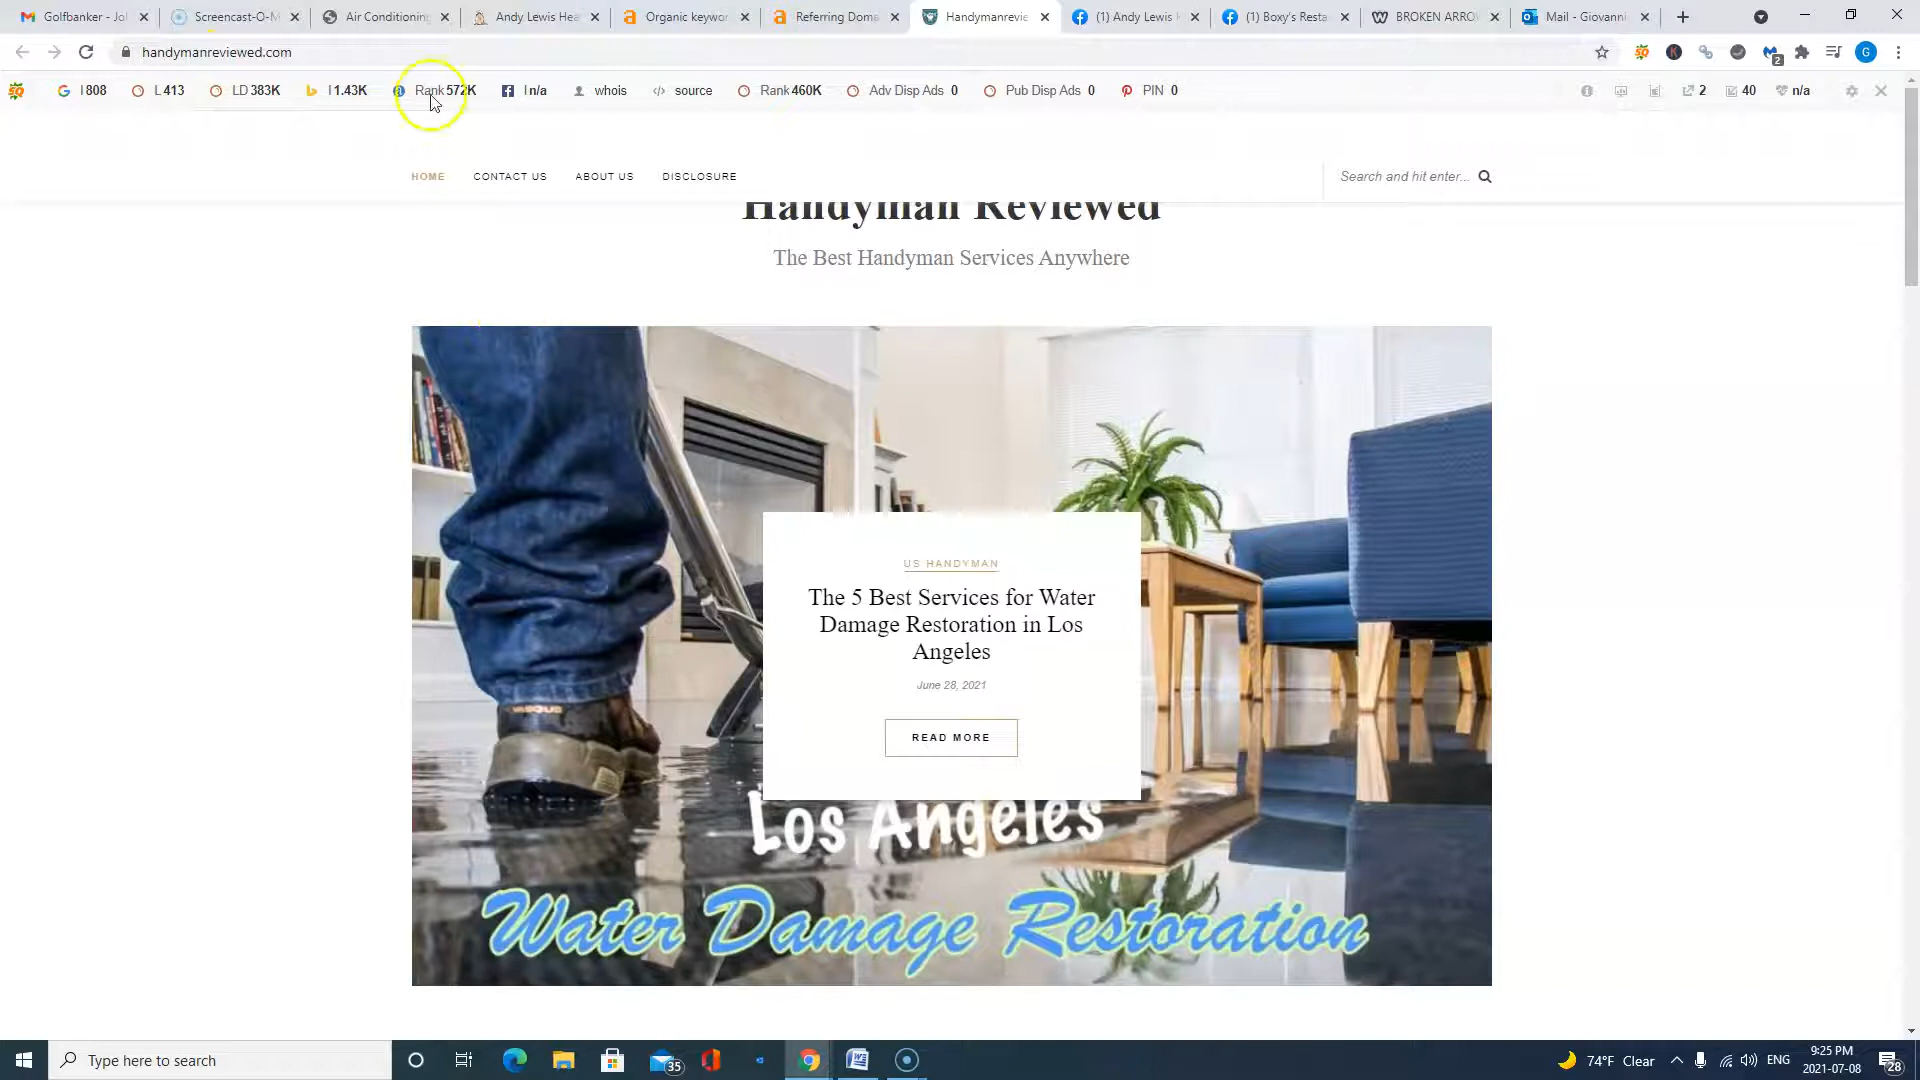 Golfbanker - Jol
Screencast-O-M
Air Conditioning
Andy Lewis Hea
Organic keywor
Referring Doma
Handymanrevie
(1) Andy Lewis H
(1) Boxy's Resta
BROKEN ARRO
Mail - Giovanni
handymanreviewed.com
2
G
I 808
L 413
LD 383K
I 1.43K
Rank 572K
I n/a
whois
source
Rank 460K
Adv Disp Ads 0
Pub Disp Ads 0
PIN 0
2
40
n/a
HOME
CONTACT US
ABOUT US
DISCLOSURE
Search and hit enter...
Handyman Reviewed
The Best Handyman Services Anywhere
US HANDYMAN
The 5 Best Services for Water
Damage Restoration in Los
Angeles
June 28, 2021
READ MORE
Los Angeles
Water Damage Restoration
Type here to search
35
74°F Clear
ENG
9:25 PM
2021-07-08
28